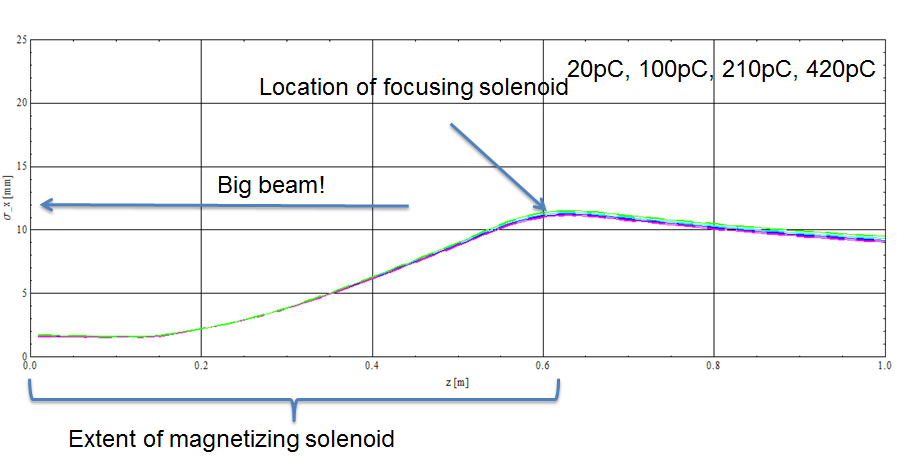 25
20pC, 100pC, 210pC, 420pC
Location of focusing solenoid
20
15
Big beam!
σ_x [mm]
10
5
0
0.0 0.2 0.4 0.6 0.8 1.0
z [m]
Extent of magnetizing solenoid